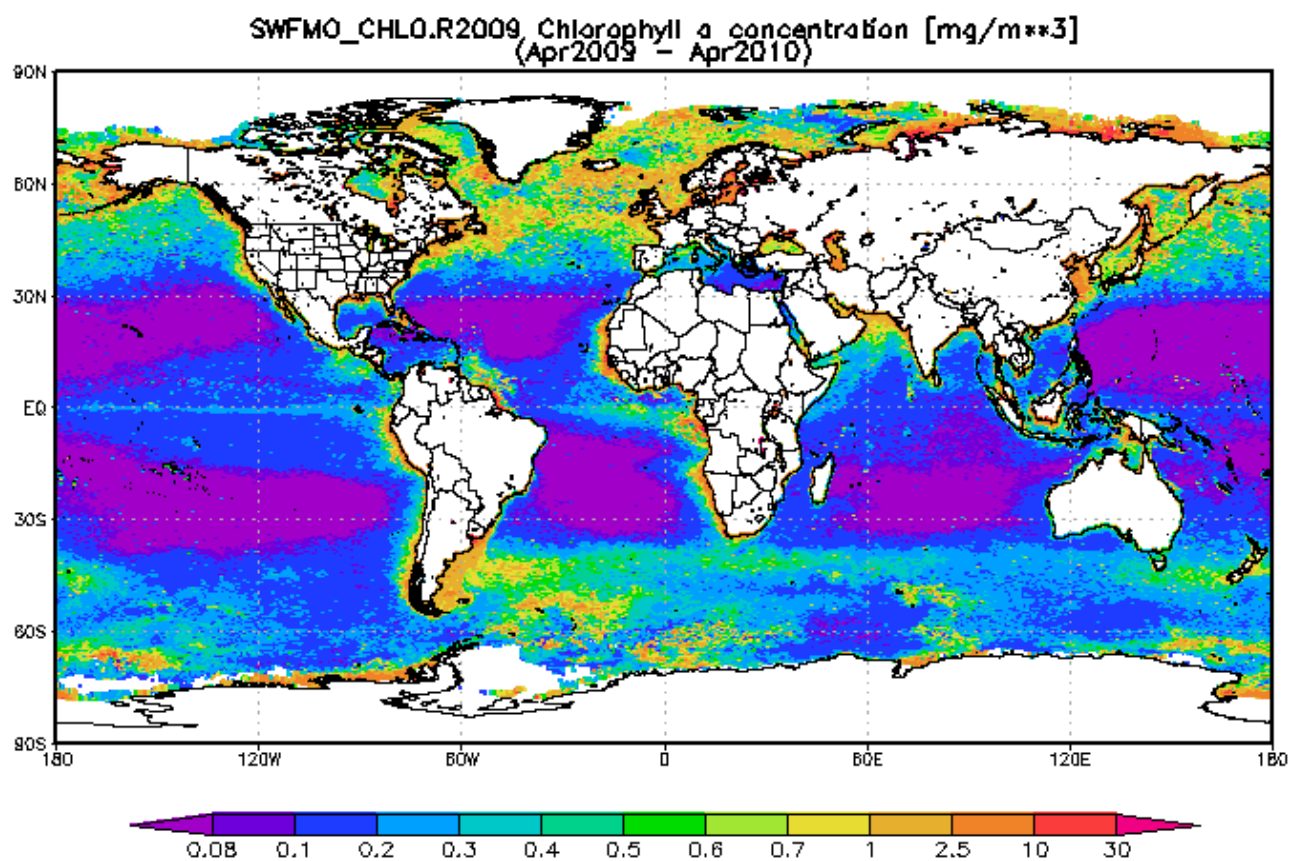 SWFMO_CHLO.R2009 Chlorophyll a concentration [mg/m**3]
(Apr2009 - Apr2010)
90N
60N
30N
EQ
30S
60S
90S
180 120W 60W 0 60E 120E 180
0.08 0.1 0.2 0.3 0.4 0.5 0.6 0.7 1 2.5 10 30